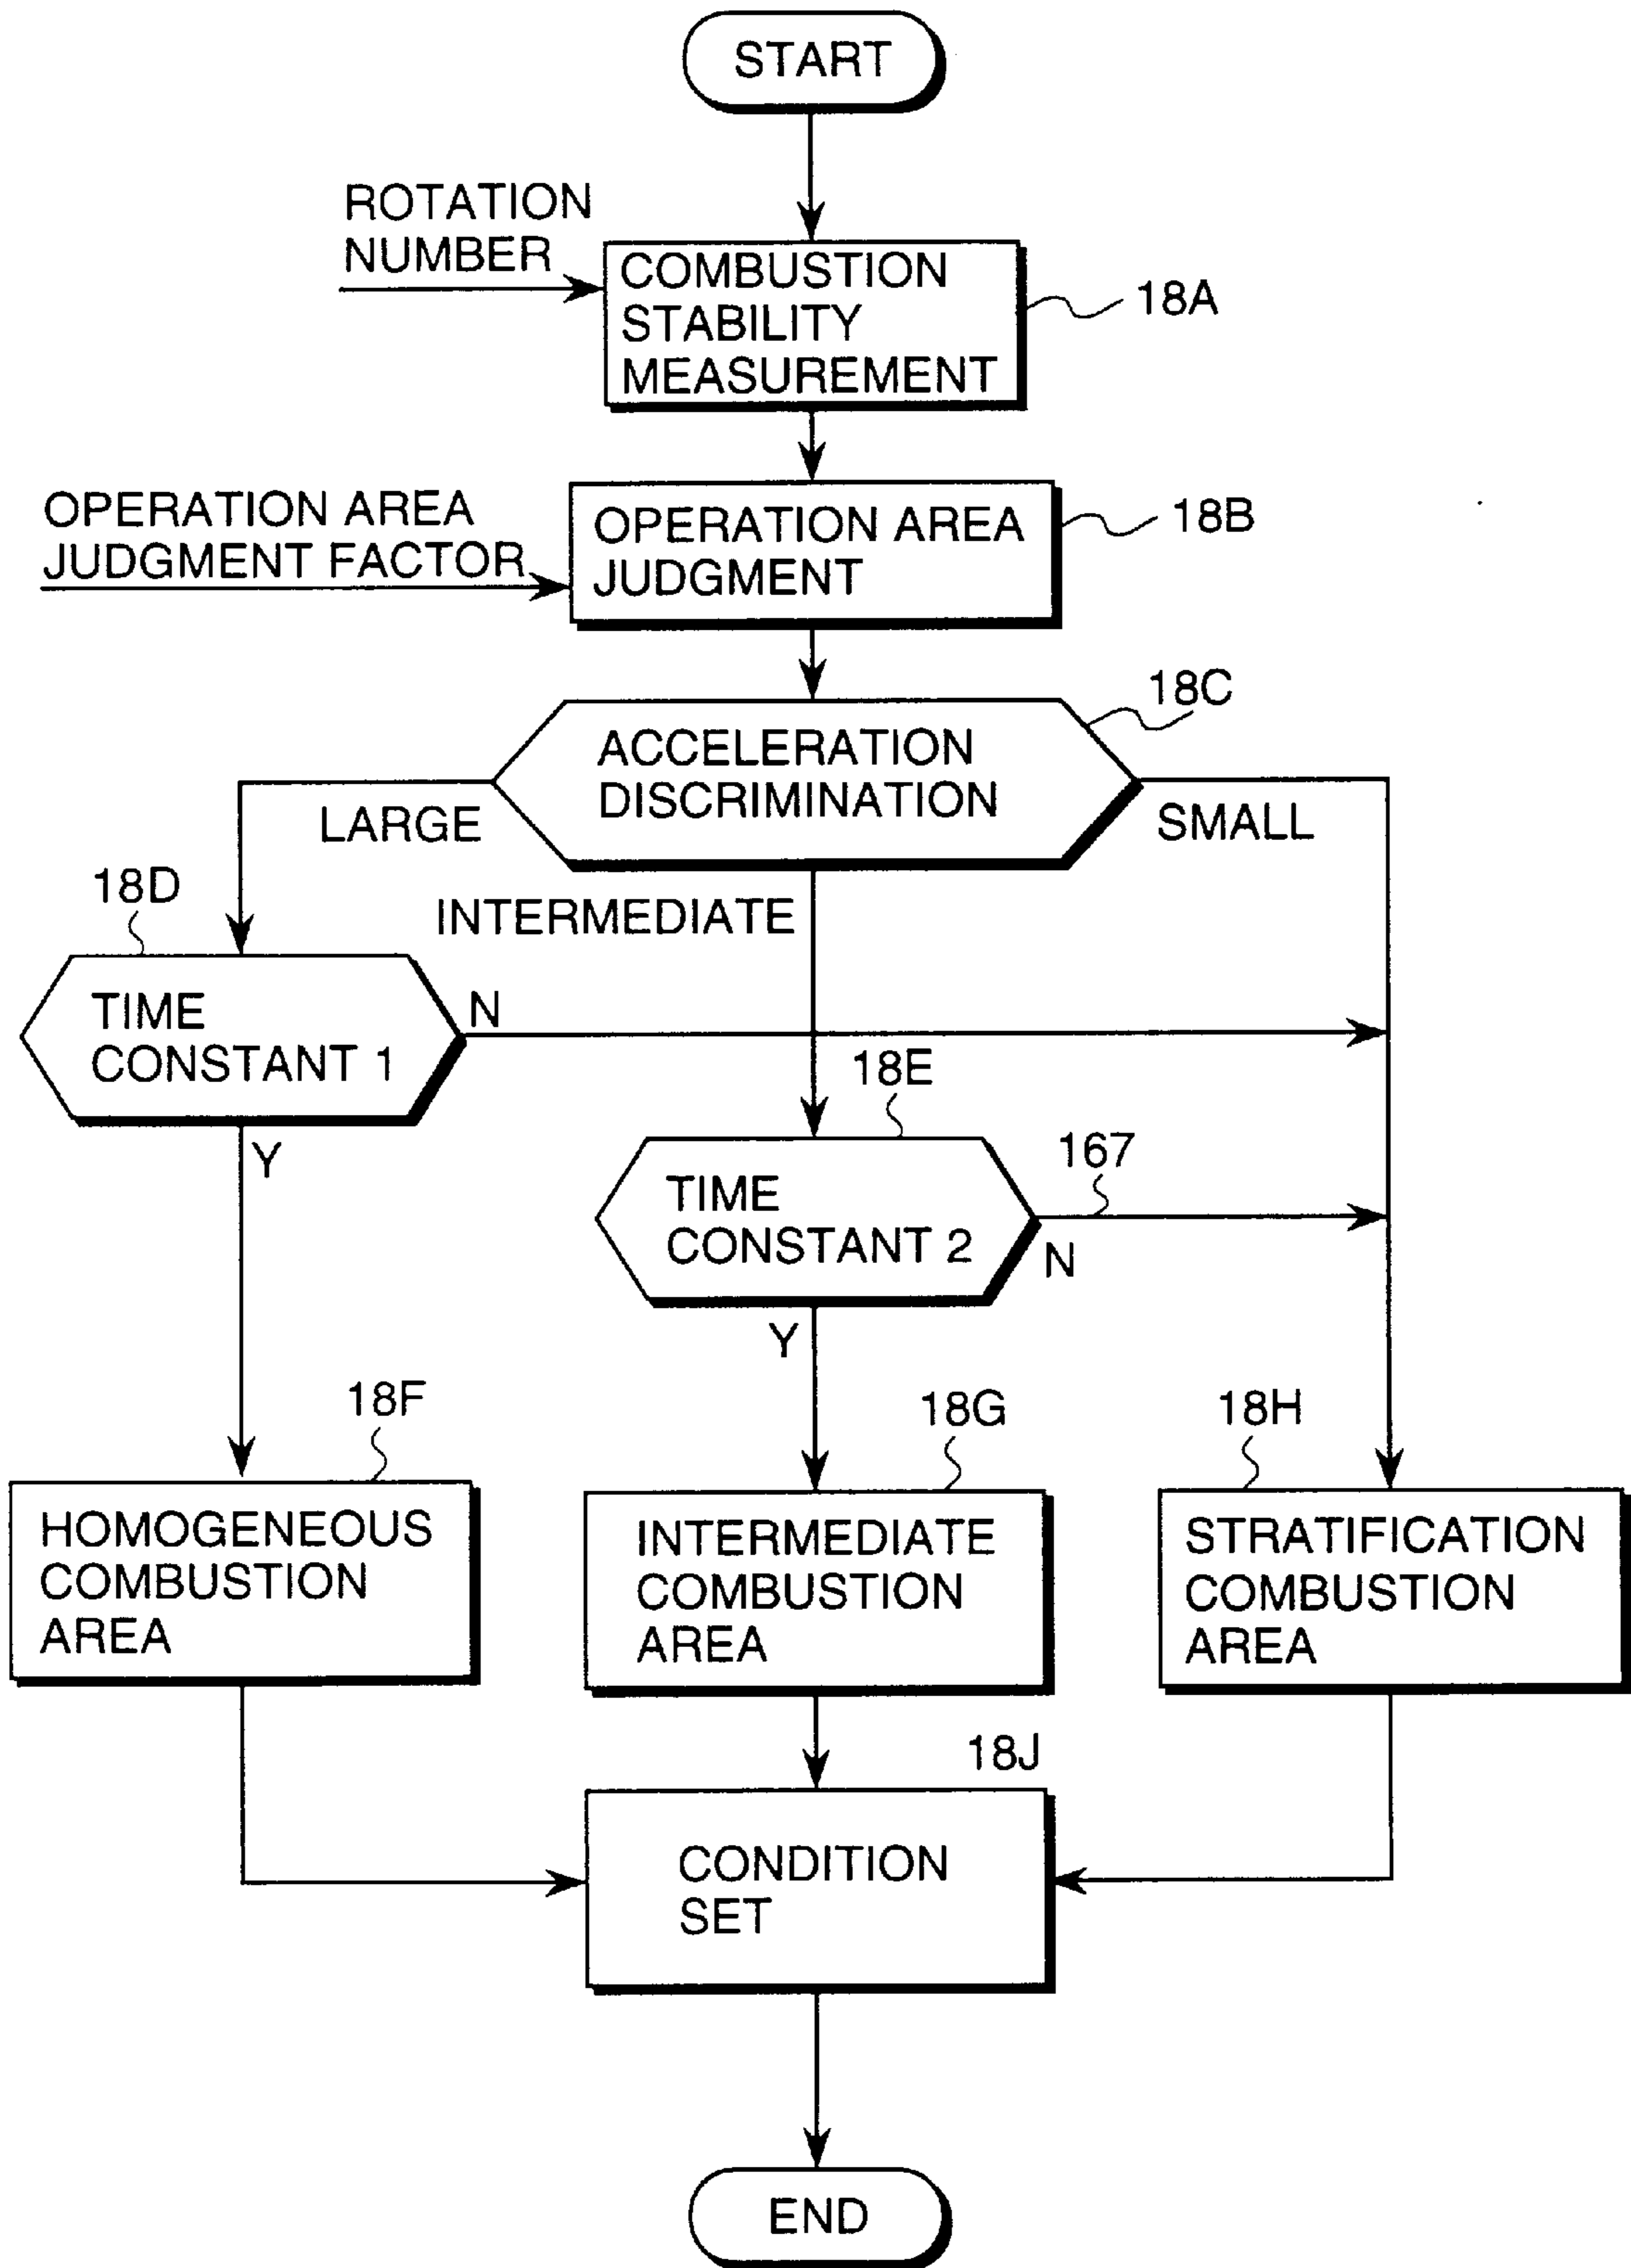 START
ROTATION
NUMBER
COMBUSTION
STABILITY
MEASUREMENT
18A
OPERATION AREA
JUDGMENT FACTOR
OPERATION AREA
JUDGMENT
18B
18C
ACCELERATION
DISCRIMINATION
LARGE
SMALL
INTERMEDIATE
18D
TIME
CONSTANT 1
N
Y
18E
TIME
CONSTANT 2
167
N
Y
18F
HOMOGENEOUS
COMBUSTION
AREA
18G
INTERMEDIATE
COMBUSTION
AREA
18H
STRATIFICATION
COMBUSTION
AREA
18J
CONDITION
SET
END